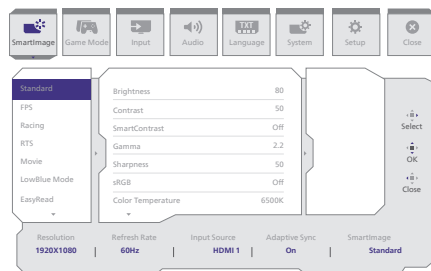 SmartImage
Game Mode
Input
Audio
TXT
Language
System
Setup
Close
Standard
FPS
Racing
RTS
Movie
LowBlue Mode
EasyRead
Brightness 80
Contrast 50
SmartContrast Off
Gamma 2.2
Sharpness 50
sRGB Off
Color Temperature 6500K
Select
OK
Close
Resolution Refresh Rate Input Source Adaptive Sync SmartImage
1920X1080 | 60Hz | HDMI 1 | On | Standard